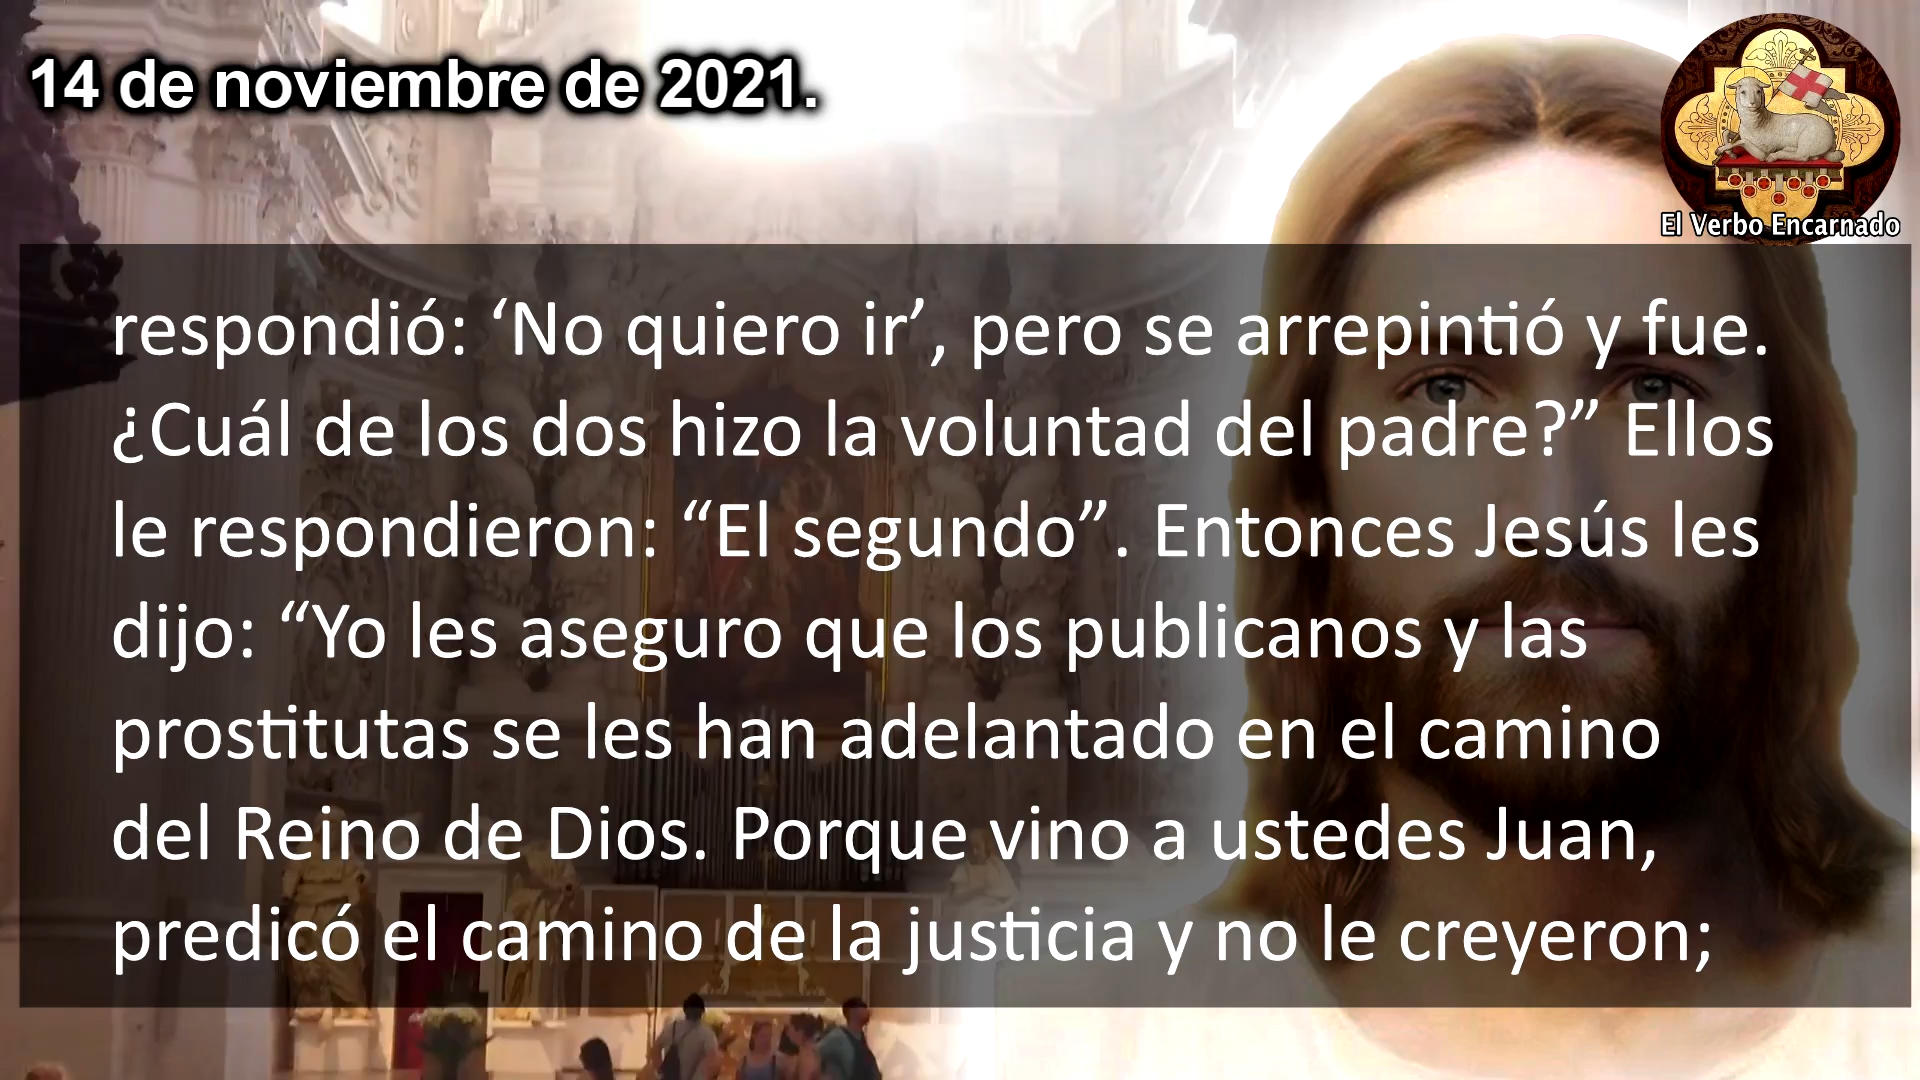 14 de noviembre de 2021.
El Verbo Encarnado
respondió: ‘No quiero ir’, pero se arrepintió y fue.
¿Cuál de los dos hizo la voluntad del padre?” Ellos
le respondieron: “El segundo”. Entonces Jesús les
dijo: “Yo les aseguro que los publicanos y las
prostitutas se les han adelantado en el camino
del Reino de Dios. Porque vino a ustedes Juan,
predicó el camino de la justicia y no le creyeron;